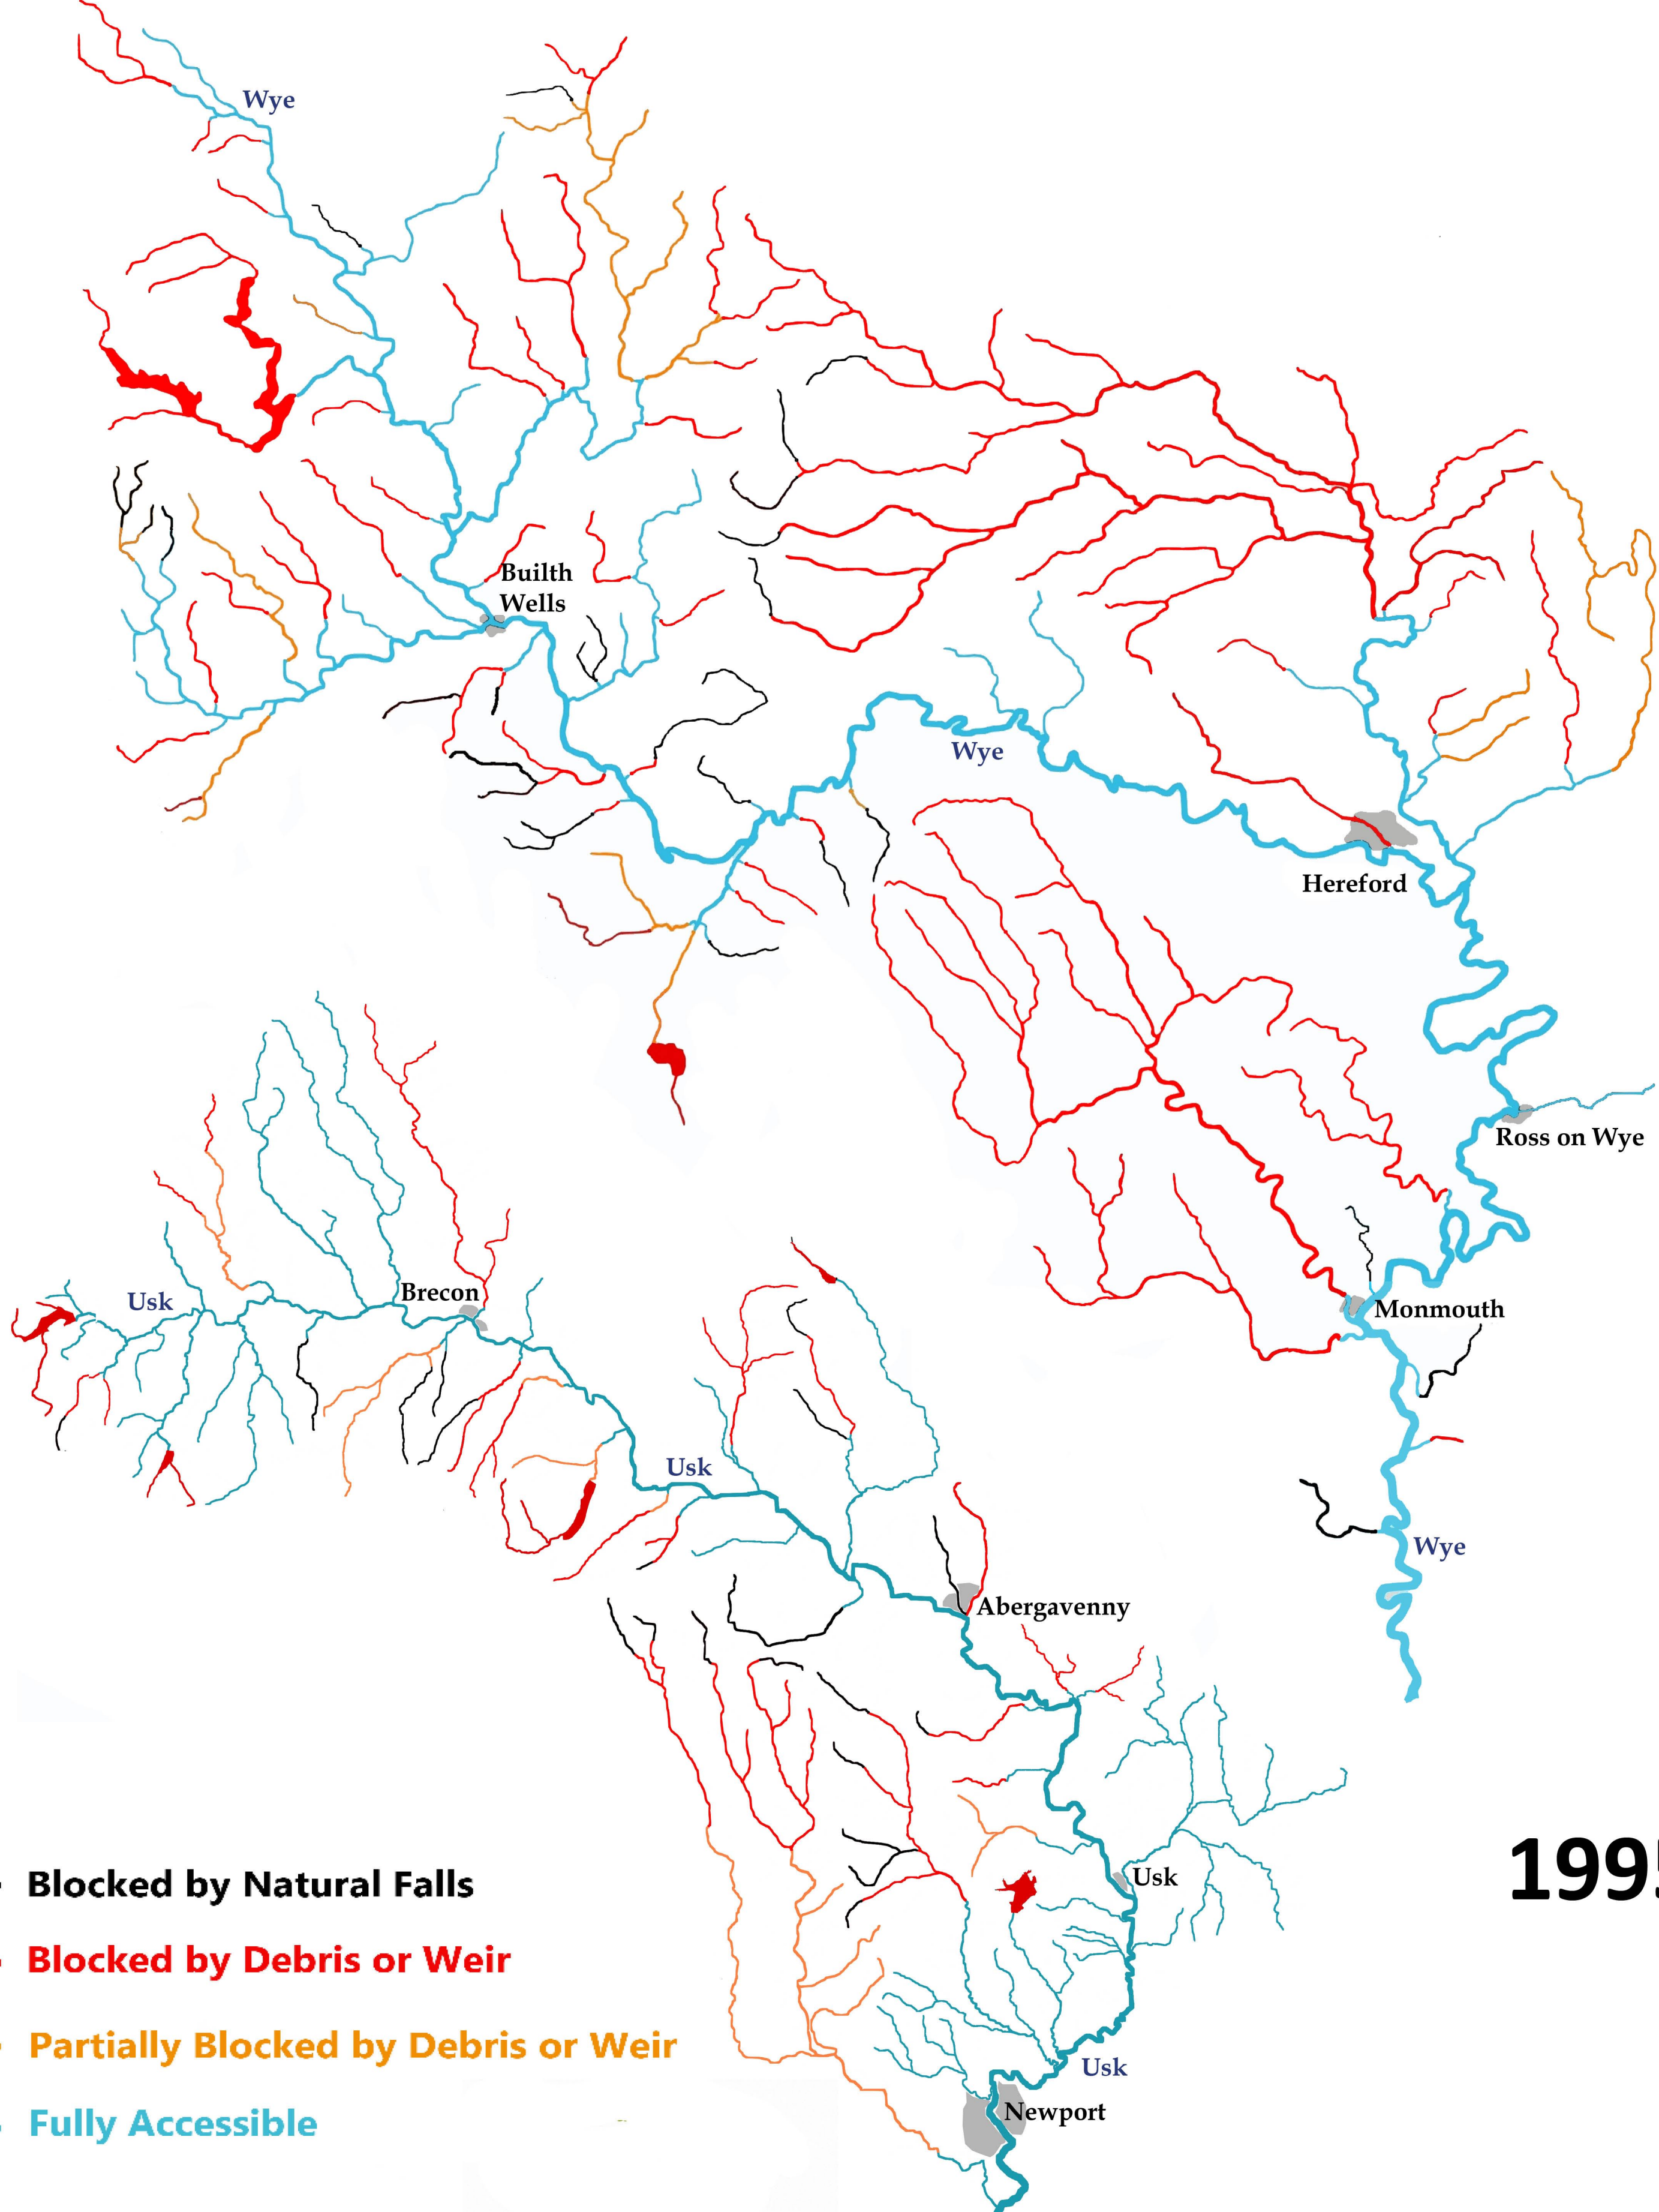 Wye
Builth
Wells
Wye
Hereford
Ross on Wye
Brecon
Usk
Monmouth
Usk
Wye
Abergavenny
199
Usk
Blocked by Natural Falls
Blocked by Debris or Weir
Partially Blocked by Debris or Weir
Usk
Newport
Fully Accessible